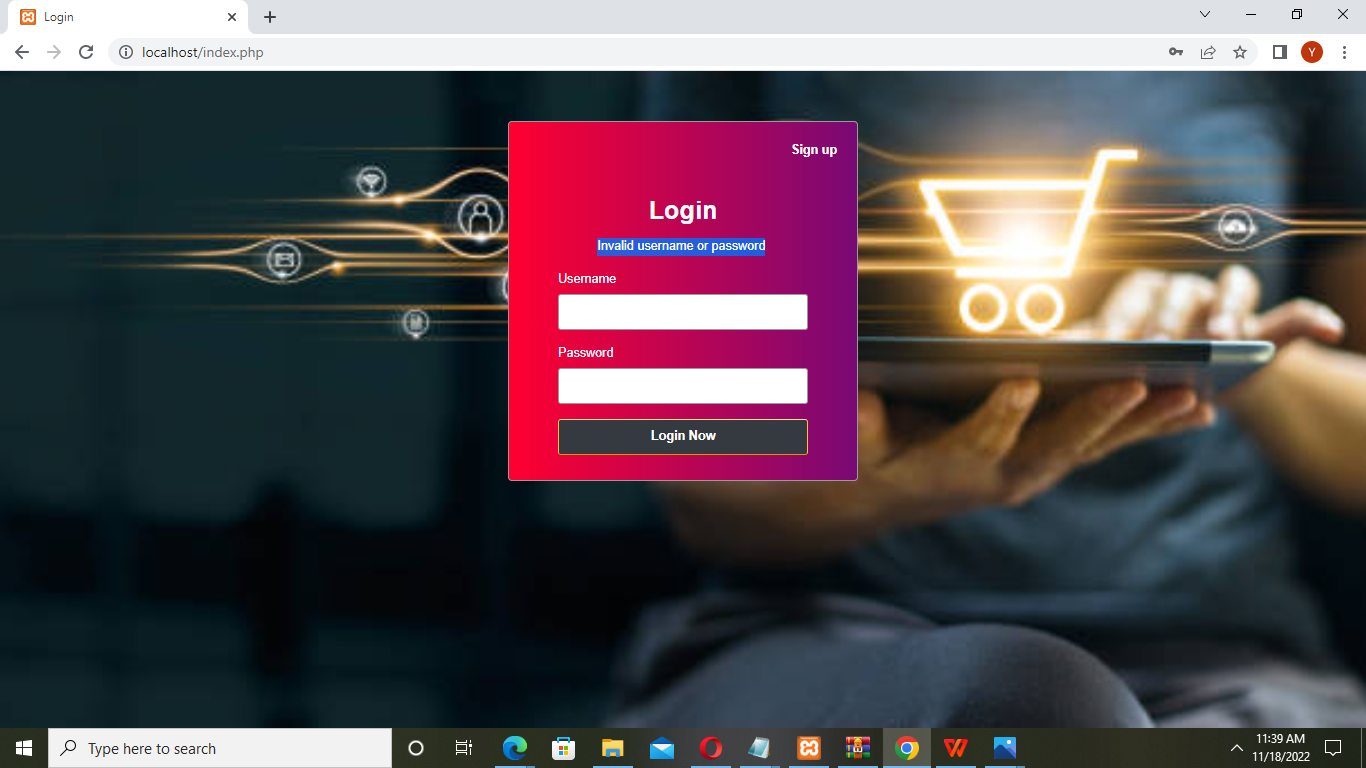 Login
localhost/index.php
Y
Sign up
Login
Invalid username or password
Username
Password
Login Now
Type here to search
11:39 AM
11/18/2022